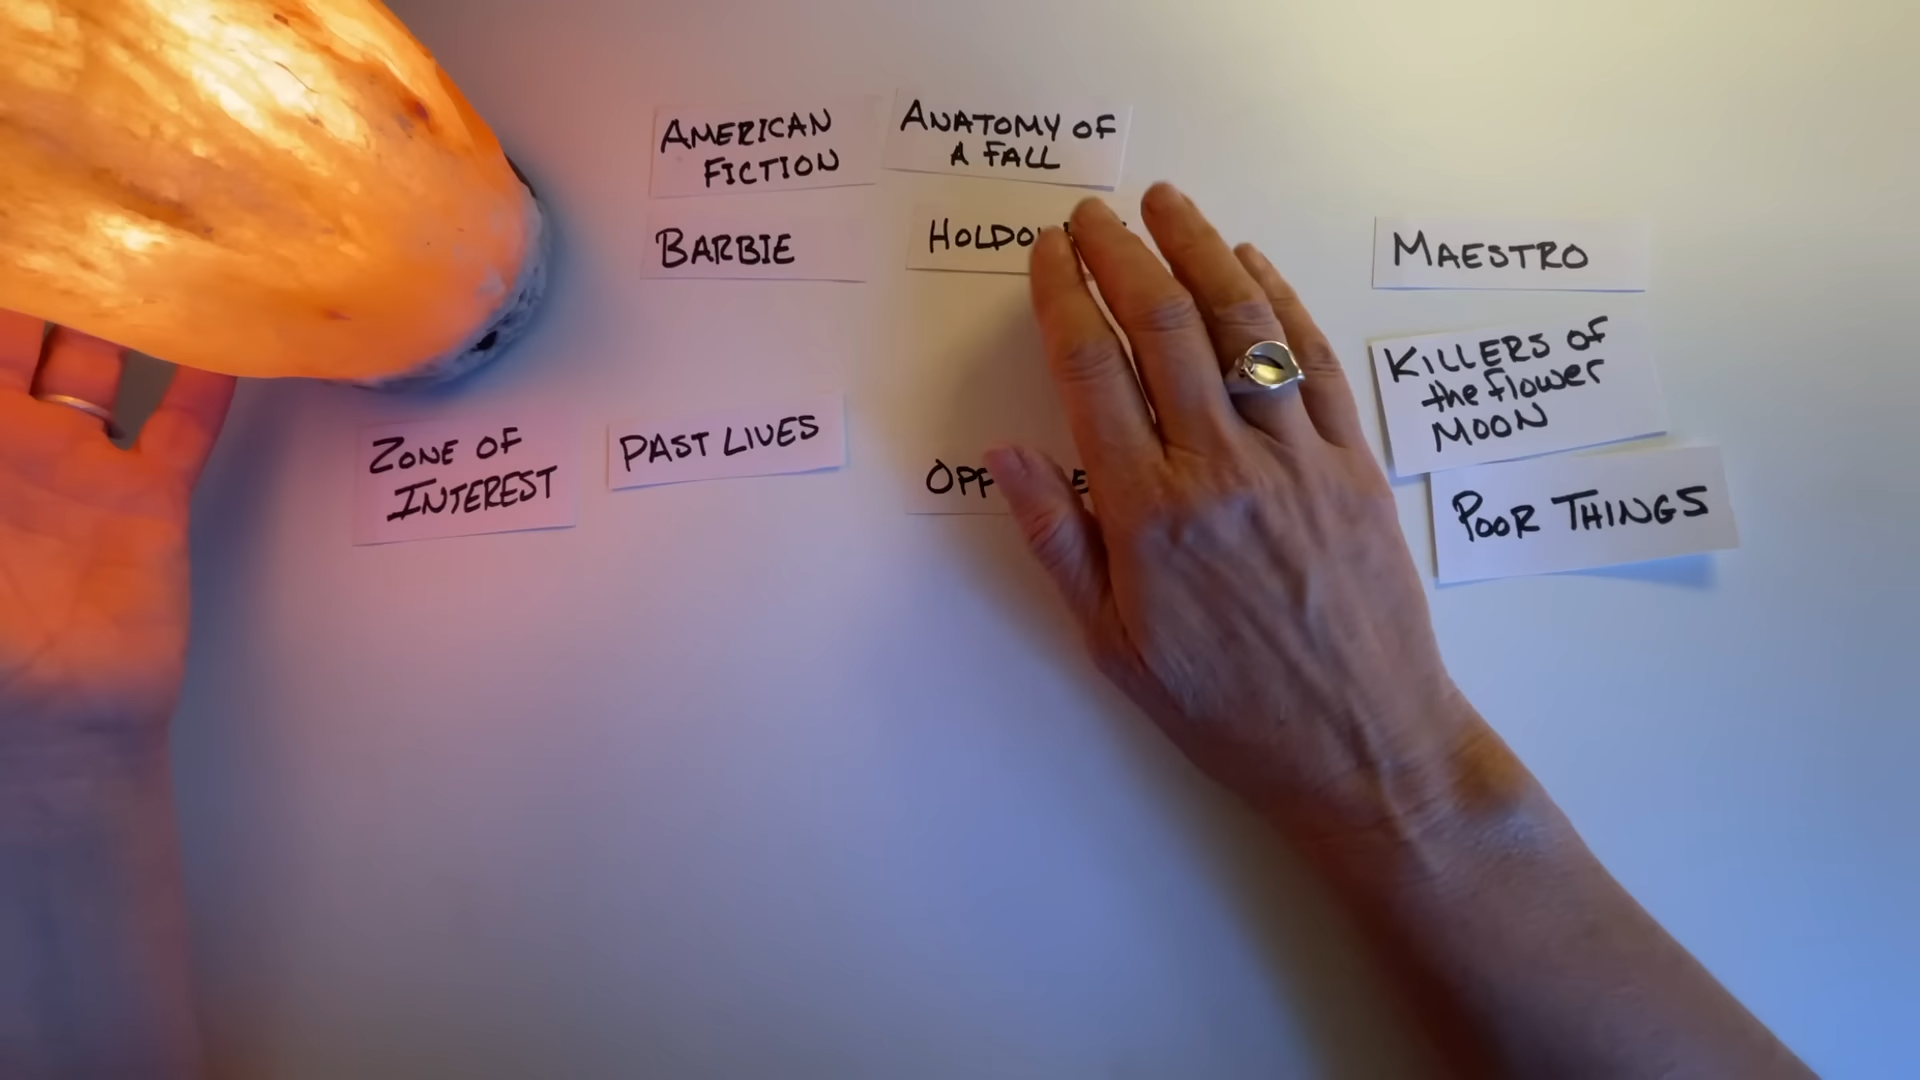 AMERICAN
FICTION
ANATOMY OF
A FALL
BARBIE
MAESTRO
KILLERS OF
the flower
MOON
ZONE OF
INTEREST
PAST LIVES
POOR THINGS